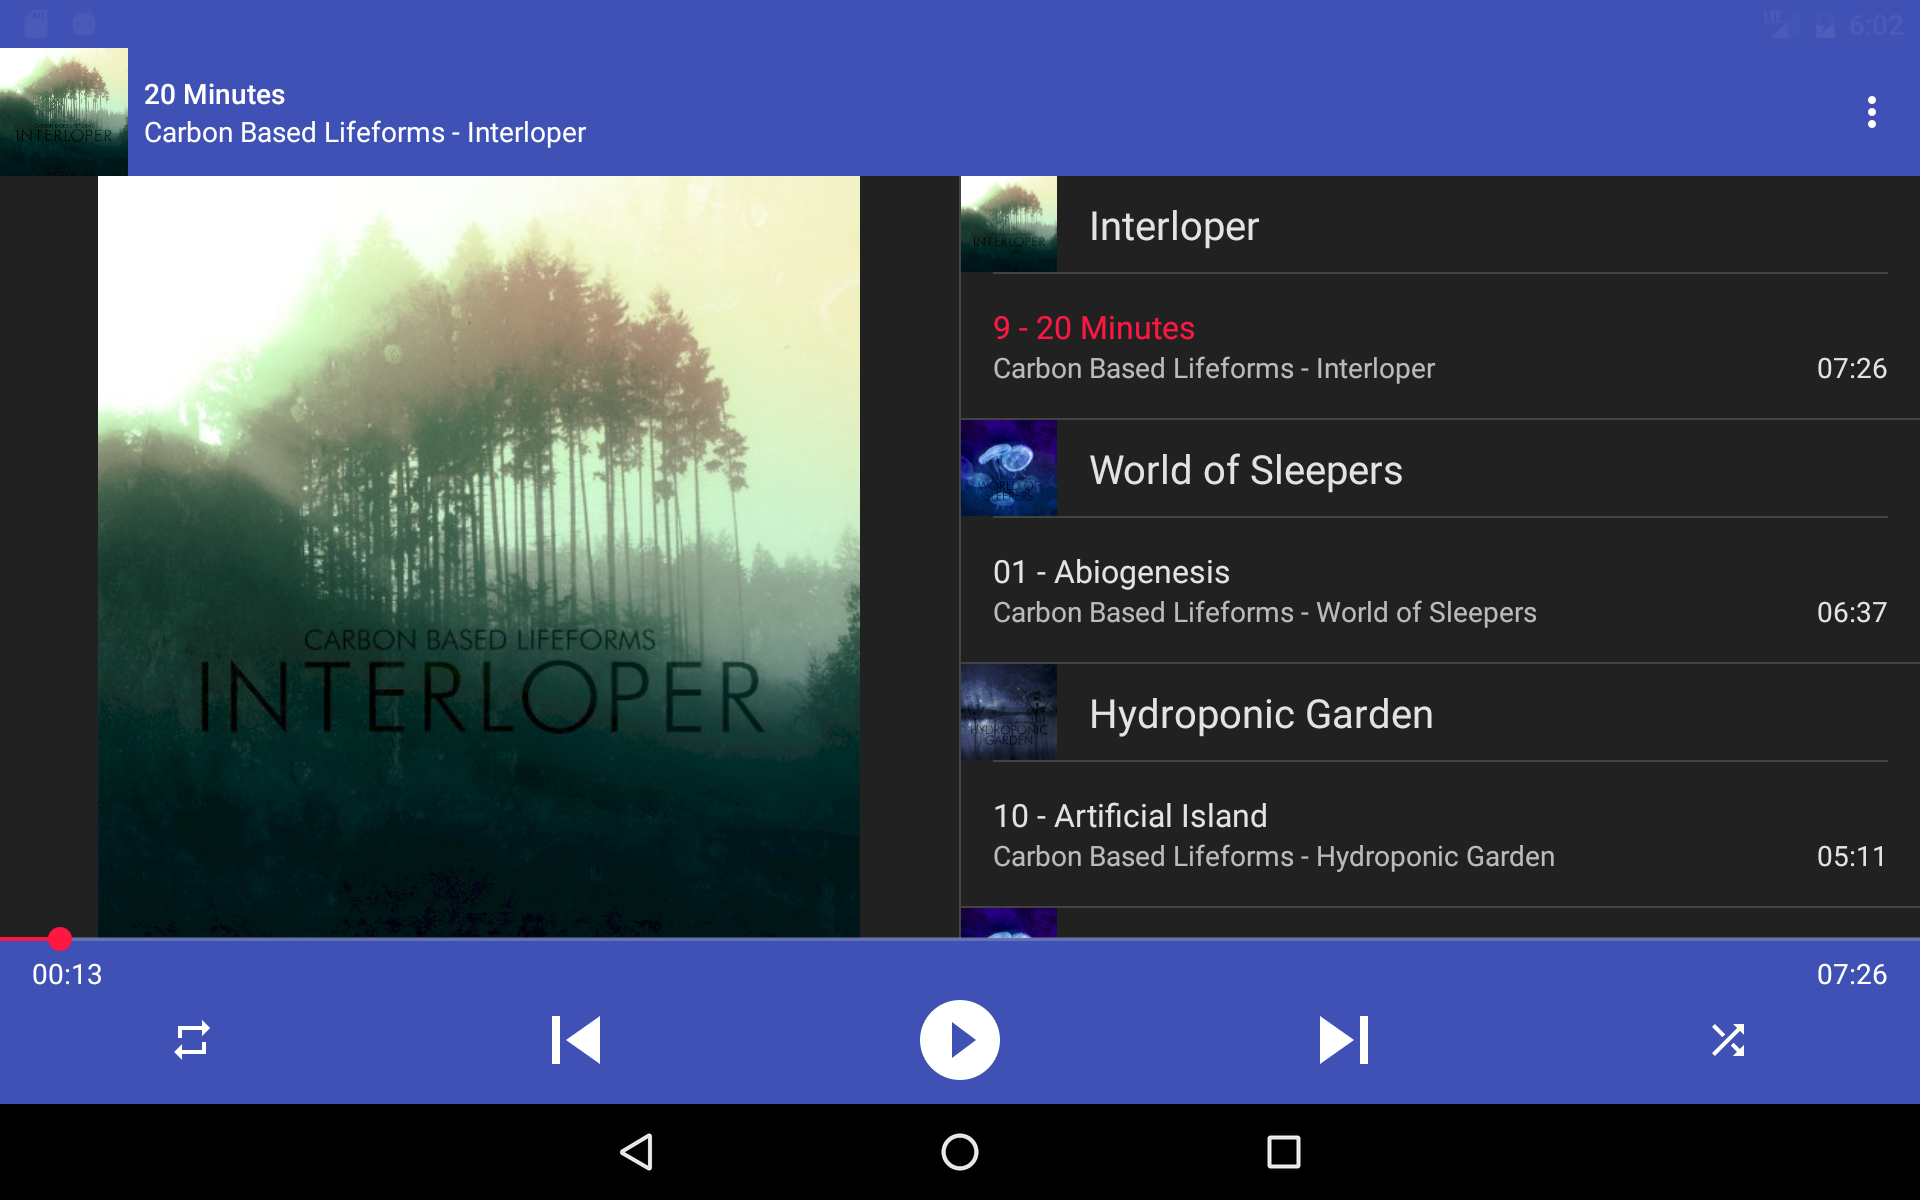 LTE 6:02
INTERLOPER
20 Minutes
Carbon Based Lifeforms - Interloper
CARBON BASED LIFEFORMS
INTERLOPER
INTERLOPER
Interloper
9 - 20 Minutes
Carbon Based Lifeforms - Interloper
07:26
WORLD OF
SLEEPERS
World of Sleepers
01 - Abiogenesis
Carbon Based Lifeforms - World of Sleepers
06:37
HYDROPONIC
GARDEN
Hydroponic Garden
10 - Artificial Island
Carbon Based Lifeforms - Hydroponic Garden
05:11
00:13
07:26